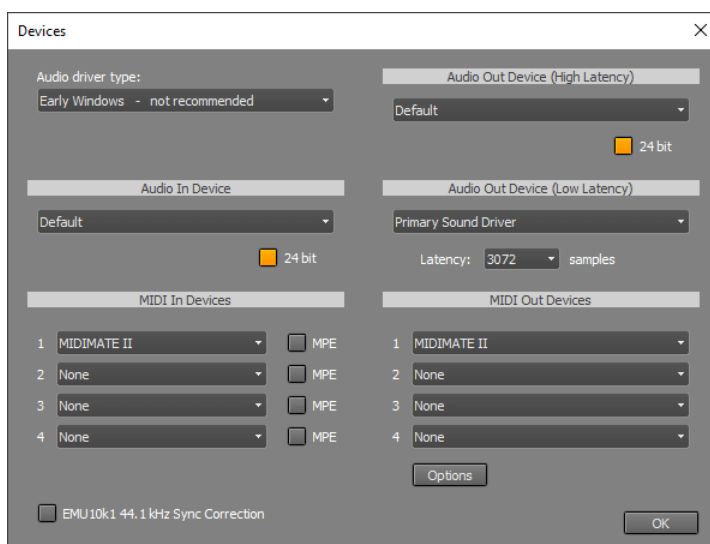 Devices
Audio driver type:
Early Windows - not recommended
Audio Out Device (High Latency)
Default
24 bit
Audio In Device
Default
24 bit
Audio Out Device (Low Latency)
Primary Sound Driver
Latency: 3072 samples
MIDI In Devices
1 MIDIMATE II MPE
2 None MPE
3 None MPE
4 None MPE
MIDI Out Devices
1 MIDIMATE II
2 None
3 None
4 None
Options
EMU10k1 44.1 kHz Sync Correction
OK